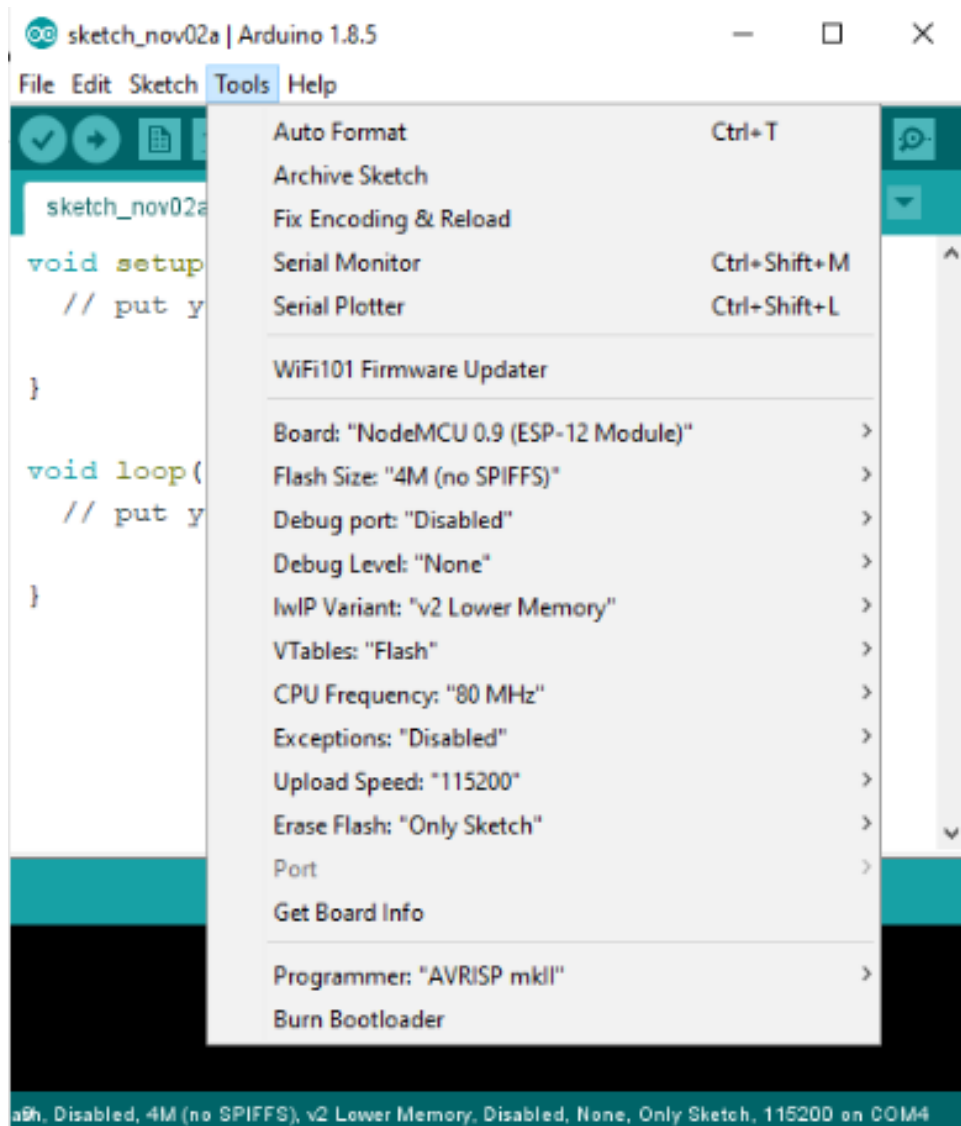 sketch_nov02a | Arduino 1.8.5
File Edit Sketch Tools Help
Auto Format Ctrl+T
Archive Sketch
sketch_nov02a
Fix Encoding & Reload
void setup
Serial Monitor Ctrl+Shift+M
// put y
Serial Plotter Ctrl+Shift+L
WiFi101 Firmware Updater
}
Board: "NodeMCU 0.9 (ESP-12 Module)"
void loop(
Flash Size: "4M (no SPIFFS)"
// put y
Debug port: "Disabled"
Debug Level: "None"
}
lwIP Variant: "v2 Lower Memory"
VTables: "Flash"
CPU Frequency: "80 MHz"
Exceptions: "Disabled"
Upload Speed: "115200"
Erase Flash: "Only Sketch"
Port
Get Board Info
Programmer: "AVRISP mkII"
Burn Bootloader
Disabled, 4M (no SPIFFS), v2 Lower Memory, Disabled, None, Only Sketch, 115200 on COM4